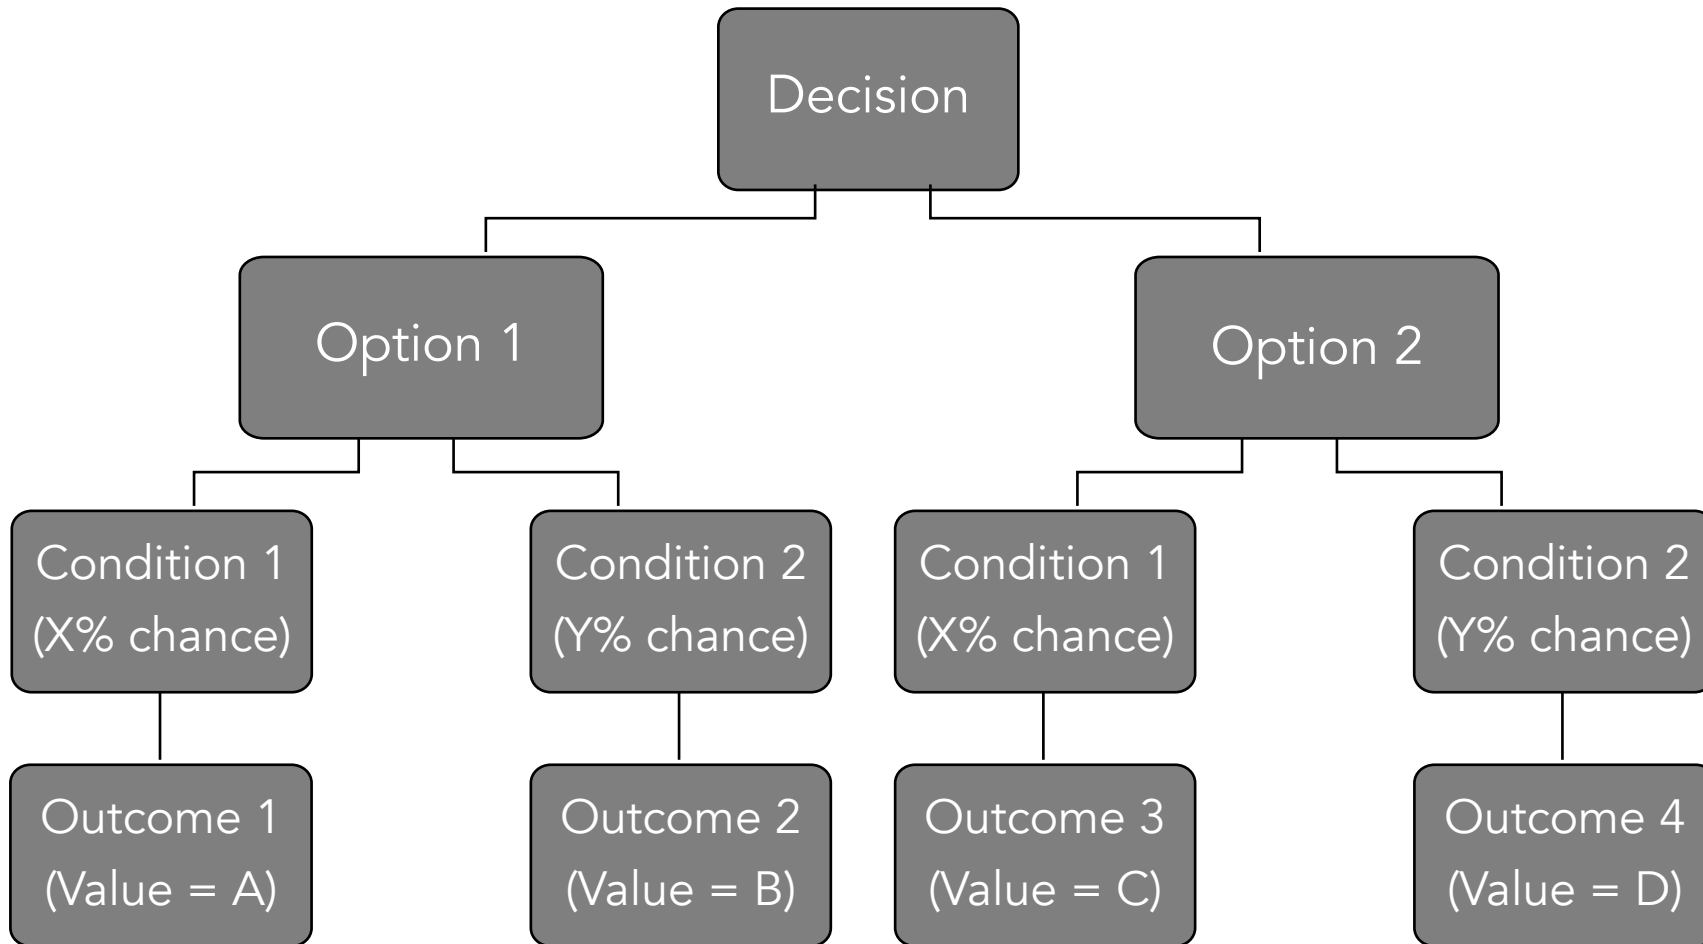 Decision
Option 1
Option 2
Condition 1
(X% chance)
Condition 2
(Y% chance)
Condition 1
(X% chance)
Condition 2
(Y% chance)
Outcome 1
(Value = A)
Outcome 2
(Value = B)
Outcome 3
(Value = C)
Outcome 4
(Value = D)